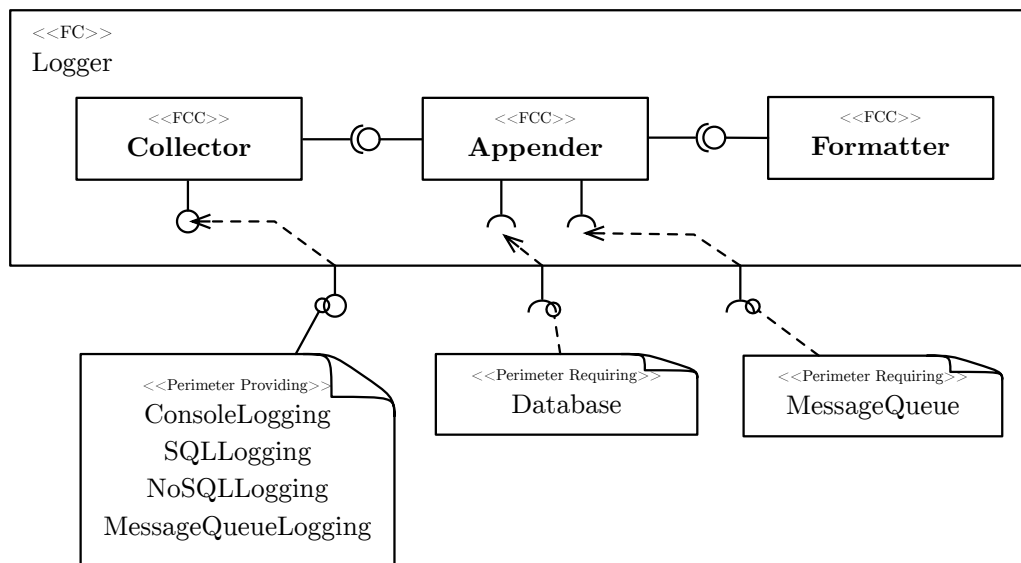 <<FC>>
Logger
<<FCC>>
Collector
<<FCC>>
Appender
<<FCC>>
Formatter
<<Perimeter Providing>>
ConsoleLogging
SQLLogging
NoSQLLogging
MessageQueueLogging
<<Perimeter Requiring>>
Database
<<Perimeter Requiring>>
MessageQueue